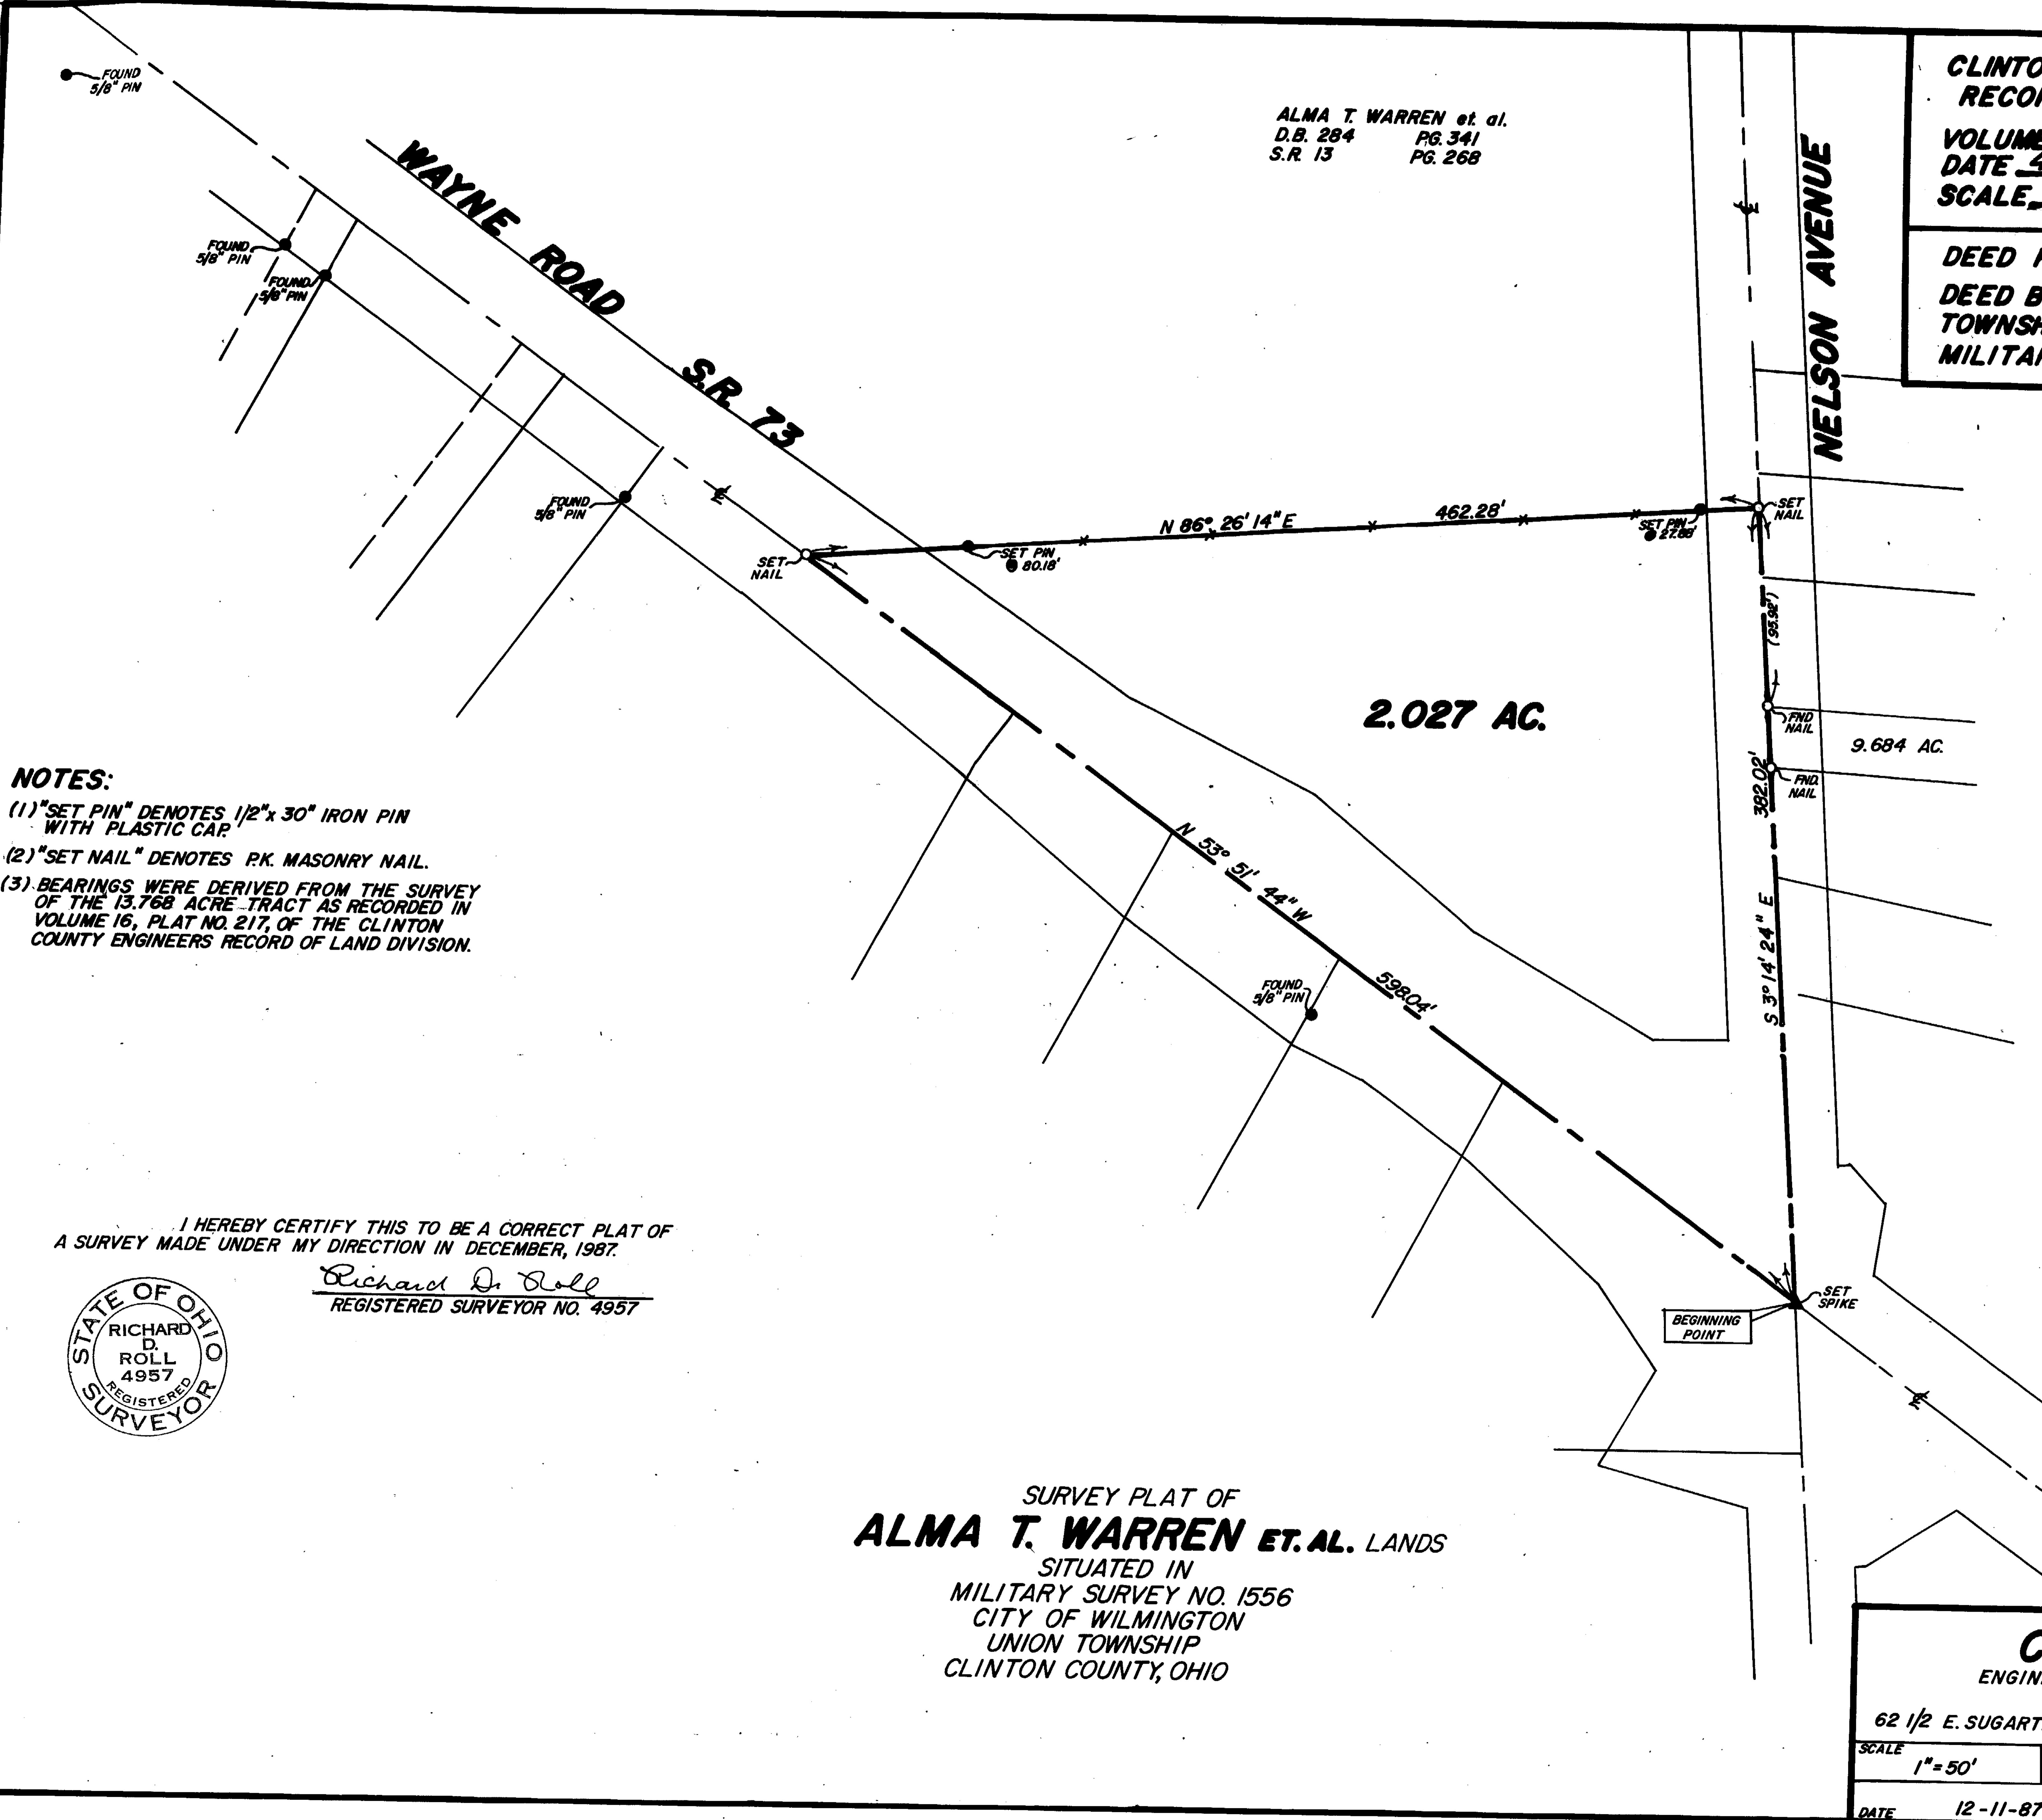 FOUND
5/8" PIN
WAYNE ROAD S.R. 73
ALMA T. WARREN et. al.
D.B. 284 PG. 341
S.R. 13 PG. 268
NELSON AVENUE
CLINTO
RECOR
VOLUME
DATE
SCALE
DEED
DEED B
TOWNSH
MILITAR
FOUND
5/8" PIN
FOUND
5/8" PIN
FOUND
5/8" PIN
SET
NAIL
N 86° 26' 14" E 462.28'
SET PIN
@ 80.18'
SET PIN
SET
NAIL
(95.92')
2.027 AC.
FND
NAIL
9.684 AC.
FND.
NAIL
382.02'
S 3° 14' 24" E
N 53° 51' 44" W
598.04'
FOUND
5/8" PIN
NOTES:
(1) "SET PIN" DENOTES 1/2" x 30" IRON PIN
WITH PLASTIC CAP.
(2) "SET NAIL" DENOTES P.K. MASONRY NAIL.
(3) BEARINGS WERE DERIVED FROM THE SURVEY
OF THE 13.768 ACRE TRACT AS RECORDED IN
VOLUME 16, PLAT NO. 217, OF THE CLINTON
COUNTY ENGINEERS RECORD OF LAND DIVISION.
I HEREBY CERTIFY THIS TO BE A CORRECT PLAT OF
A SURVEY MADE UNDER MY DIRECTION IN DECEMBER, 1987.
Richard D. Roll
REGISTERED SURVEYOR NO. 4957
STATE OF OHIO
RICHARD
D.
ROLL
4957
REGISTERED
SURVEYOR
SET
SPIKE
BEGINNING
POINT
SURVEY PLAT OF
ALMA T. WARREN ET. AL. LANDS
SITUATED IN
MILITARY SURVEY NO. 1556
CITY OF WILMINGTON
UNION TOWNSHIP
CLINTON COUNTY, OHIO
C
ENGIN
62 1/2 E. SUGART
SCALE
1" = 50'
DATE 12-11-87